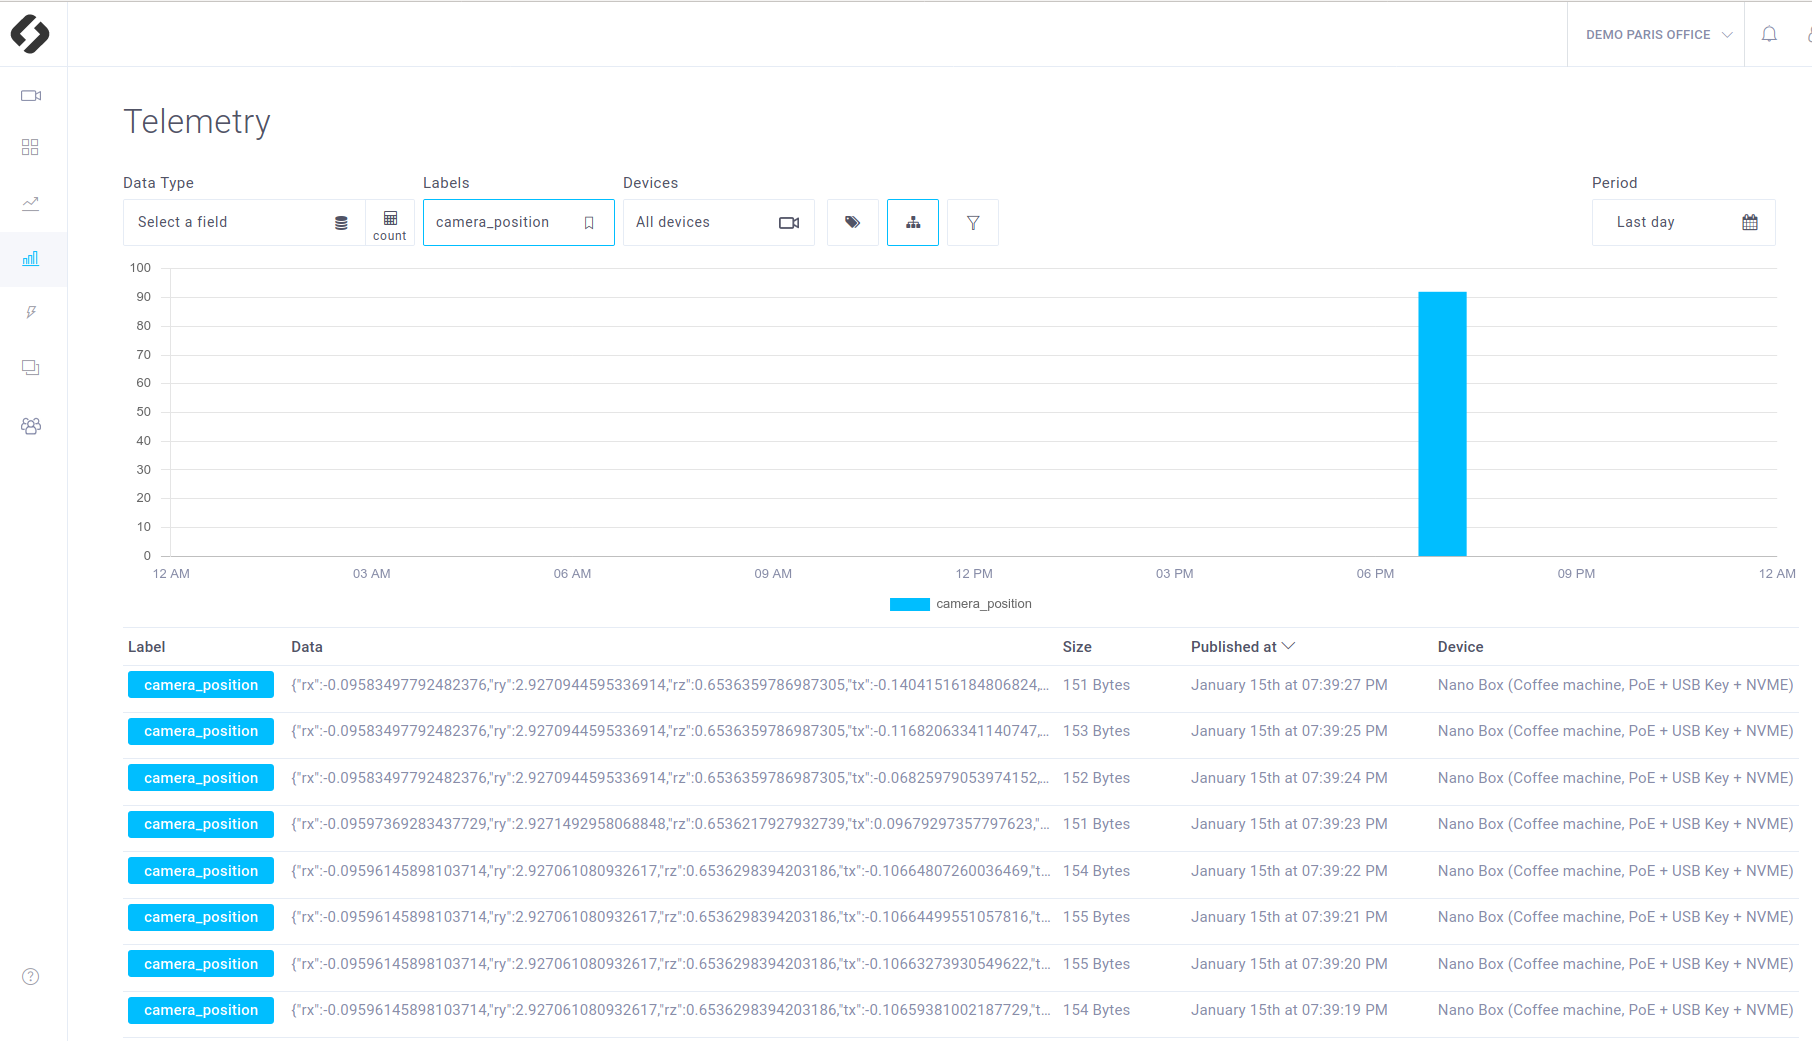 DEMO PARIS OFFICE
Telemetry
Data Type Labels Devices Period
Select a field count camera_position All devices Last day
100
90
80
70
60
50
40
30
20
10
0
12 AM 03 AM 06 AM 09 AM 12 PM 03 PM 06 PM 09 PM 12 AM
camera_position
Label Data Size Published at Device
camera_position {"rx":-0.09583497792482376,"ry":2.9270944595336914,"rz":0.6536359786987305,"tx":-0.14041516184806824,... 151 Bytes January 15th at 07:39:27 PM Nano Box (Coffee machine, PoE + USB Key + NVME)
camera_position {"rx":-0.09583497792482376,"ry":2.9270944595336914,"rz":0.6536359786987305,"tx":-0.11682063341140747,... 153 Bytes January 15th at 07:39:25 PM Nano Box (Coffee machine, PoE + USB Key + NVME)
camera_position {"rx":-0.09583497792482376,"ry":2.9270944595336914,"rz":0.6536359786987305,"tx":-0.06825979053974152,... 152 Bytes January 15th at 07:39:24 PM Nano Box (Coffee machine, PoE + USB Key + NVME)
camera_position {"rx":-0.09597369283437729,"ry":2.9271492958068848,"rz":0.6536217927932739,"tx":0.09679297357797623,"... 151 Bytes January 15th at 07:39:23 PM Nano Box (Coffee machine, PoE + USB Key + NVME)
camera_position {"rx":-0.09596145898103714,"ry":2.927061080932617,"rz":0.6536298394203186,"tx":-0.10664807260036469,"t... 154 Bytes January 15th at 07:39:22 PM Nano Box (Coffee machine, PoE + USB Key + NVME)
camera_position {"rx":-0.09596145898103714,"ry":2.927061080932617,"rz":0.6536298394203186,"tx":-0.10664499551057816,"t... 155 Bytes January 15th at 07:39:21 PM Nano Box (Coffee machine, PoE + USB Key + NVME)
camera_position {"rx":-0.09596145898103714,"ry":2.927061080932617,"rz":0.6536298394203186,"tx":-0.10663273930549622,"t... 155 Bytes January 15th at 07:39:20 PM Nano Box (Coffee machine, PoE + USB Key + NVME)
camera_position {"rx":-0.09596145898103714,"ry":2.927061080932617,"rz":0.6536298394203186,"tx":-0.10659381002187729,"t... 154 Bytes January 15th at 07:39:19 PM Nano Box (Coffee machine, PoE + USB Key + NVME)